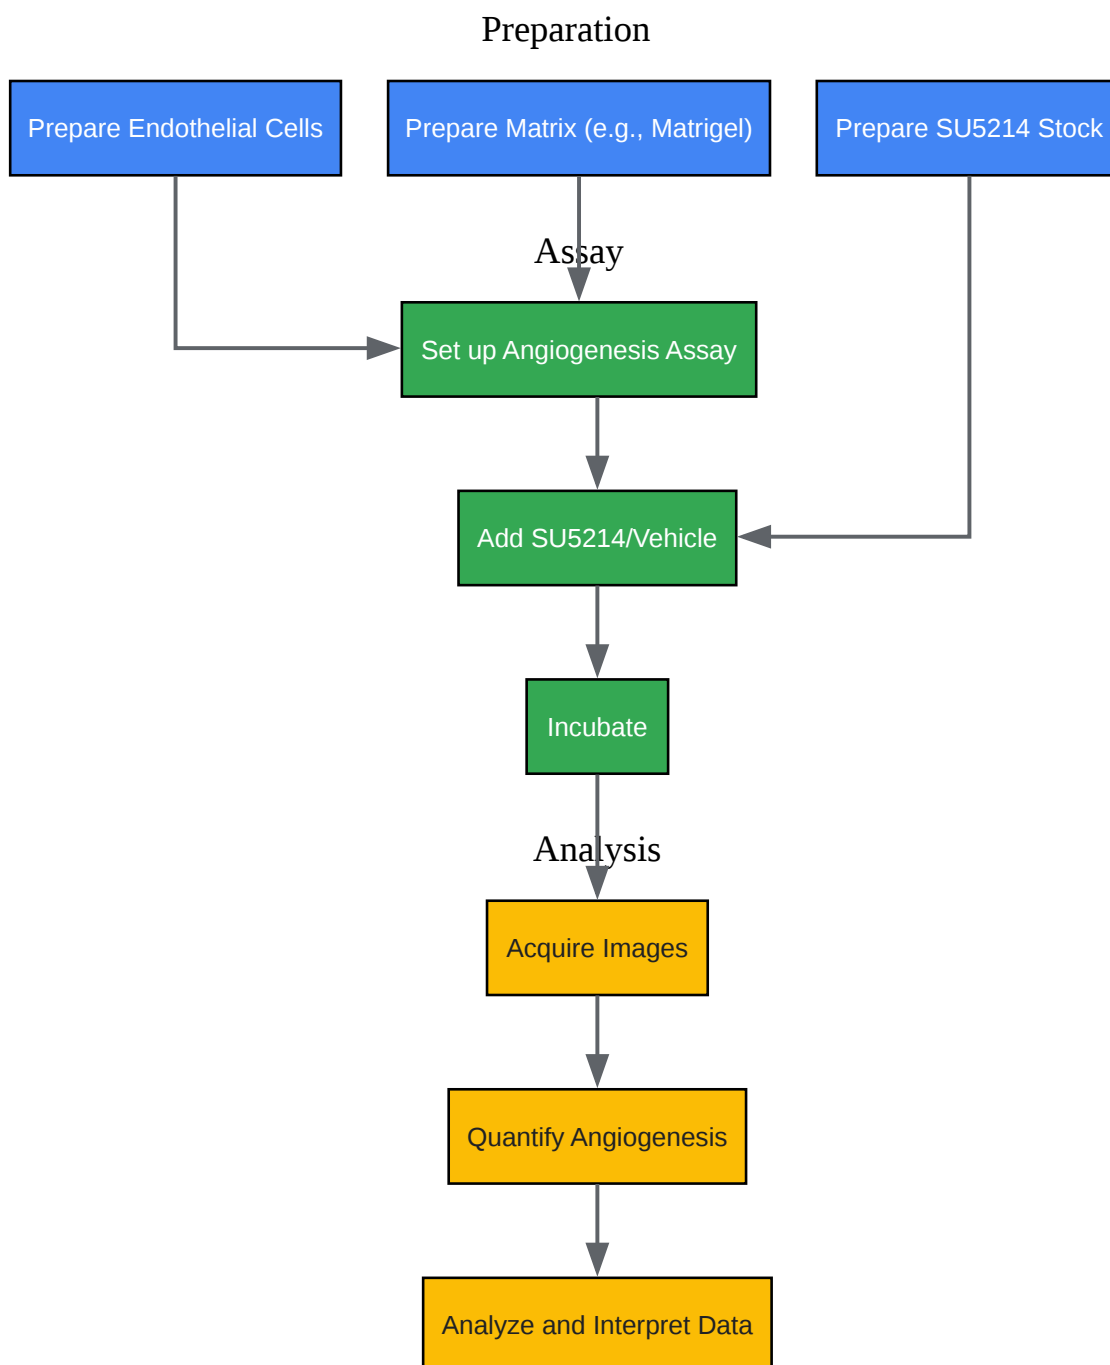 Preparation
Prepare Endothelial Cells
Prepare Matrix (e.g., Matrigel)
Prepare SU5214 Stock
Assay
Set up Angiogenesis Assay
Add SU5214/Vehicle
Incubate
Analysis
Acquire Images
Quantify Angiogenesis
Analyze and Interpret Data